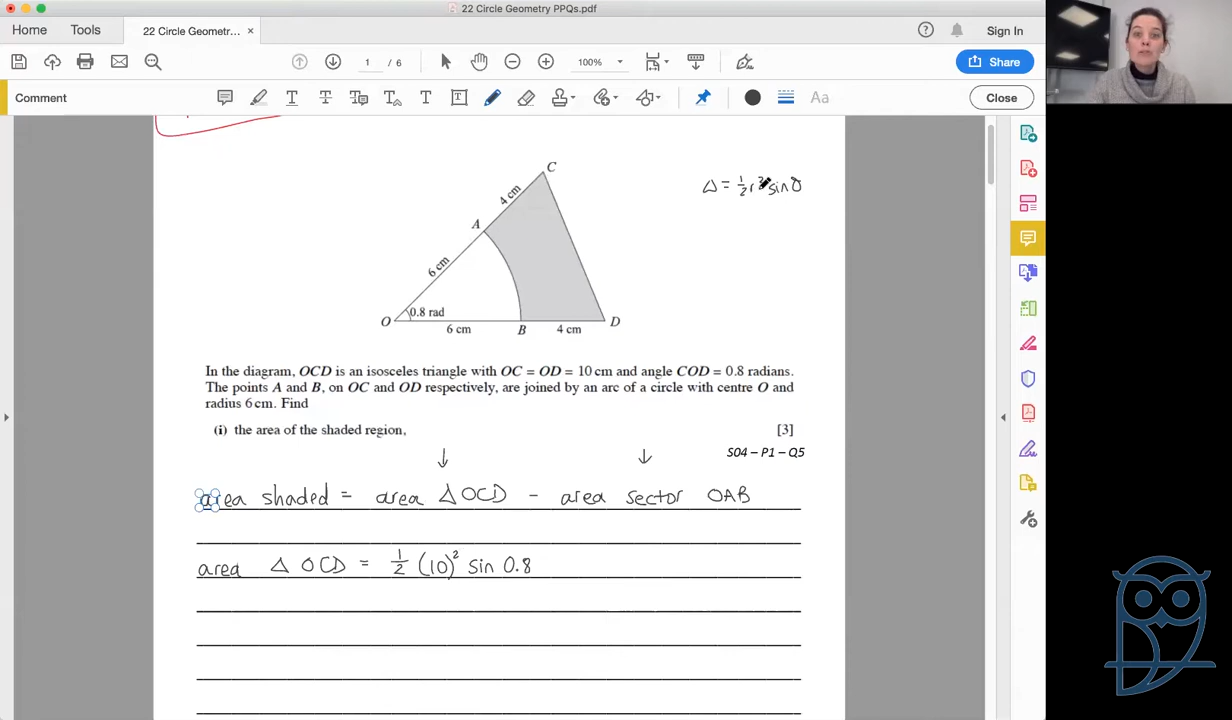 22 Circle Geometry PPQs.pdf
Home
Tools
22 Circle Geometr...
Sign In
1 / 6
100%
Share
Comment
T T T T Aa
Close
C
4 cm
A
6 cm
O
0.8 rad
6 cm
B
4 cm
D
△ = 1/2 r² sin θ
In the diagram, OCD is an isosceles triangle with OC = OD = 10 cm and angle COD = 0.8 radians.
The points A and B, on OC and OD respectively, are joined by an arc of a circle with centre O and
radius 6 cm. Find
(i) the area of the shaded region, [3]
S04 – P1 – Q5
area shaded = area △OCD - area sector OAB
area △ OCD = 1/2 (10)² sin 0.8